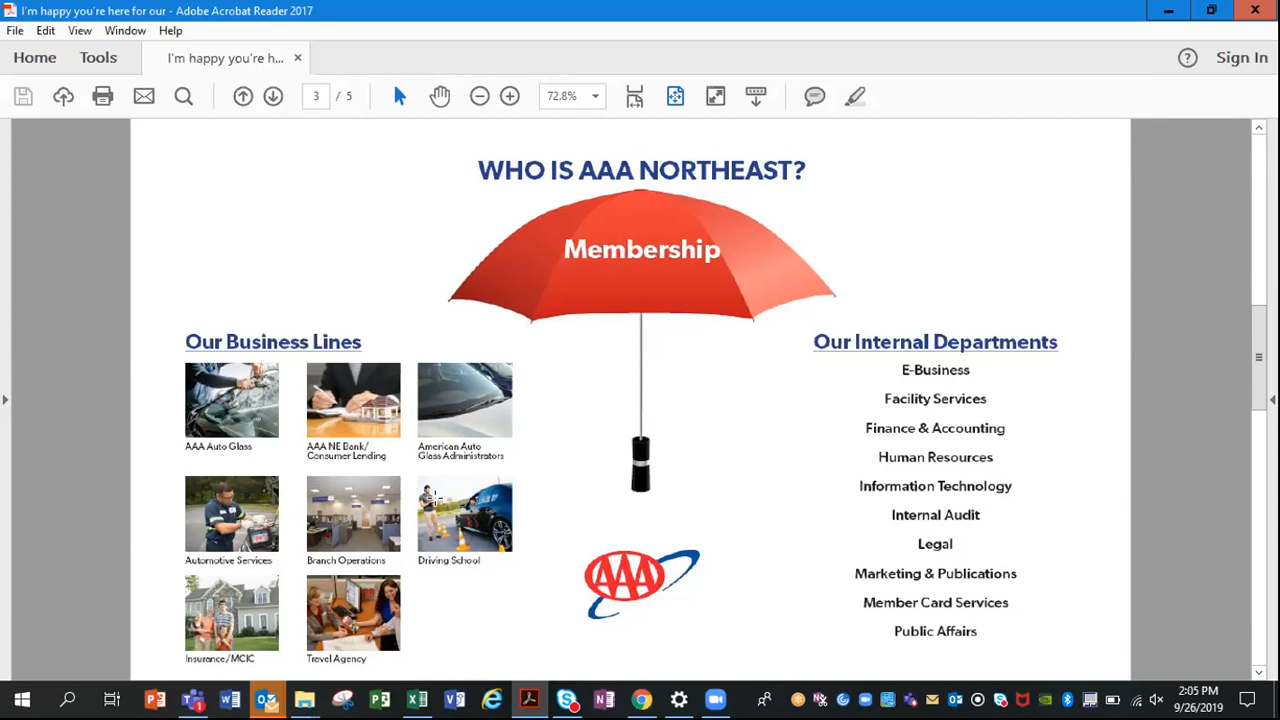 I'm happy you're here for our - Adobe Acrobat Reader 2017
File Edit View Window Help
Home Tools I'm happy you're h... × Sign In
3 / 5 72.8%
WHO IS AAA NORTHEAST?
Membership
Our Business Lines
AAA Auto Glass
AAA NE Bank/
Consumer Lending
American Auto
Glass Administrators
Automotive Services
Branch Operations
Driving School
Insurance/MCIC
Travel Agency
AAA
Our Internal Departments
E-Business
Facility Services
Finance & Accounting
Human Resources
Information Technology
Internal Audit
Legal
Marketing & Publications
Member Card Services
Public Affairs
2:05 PM
9/26/2019